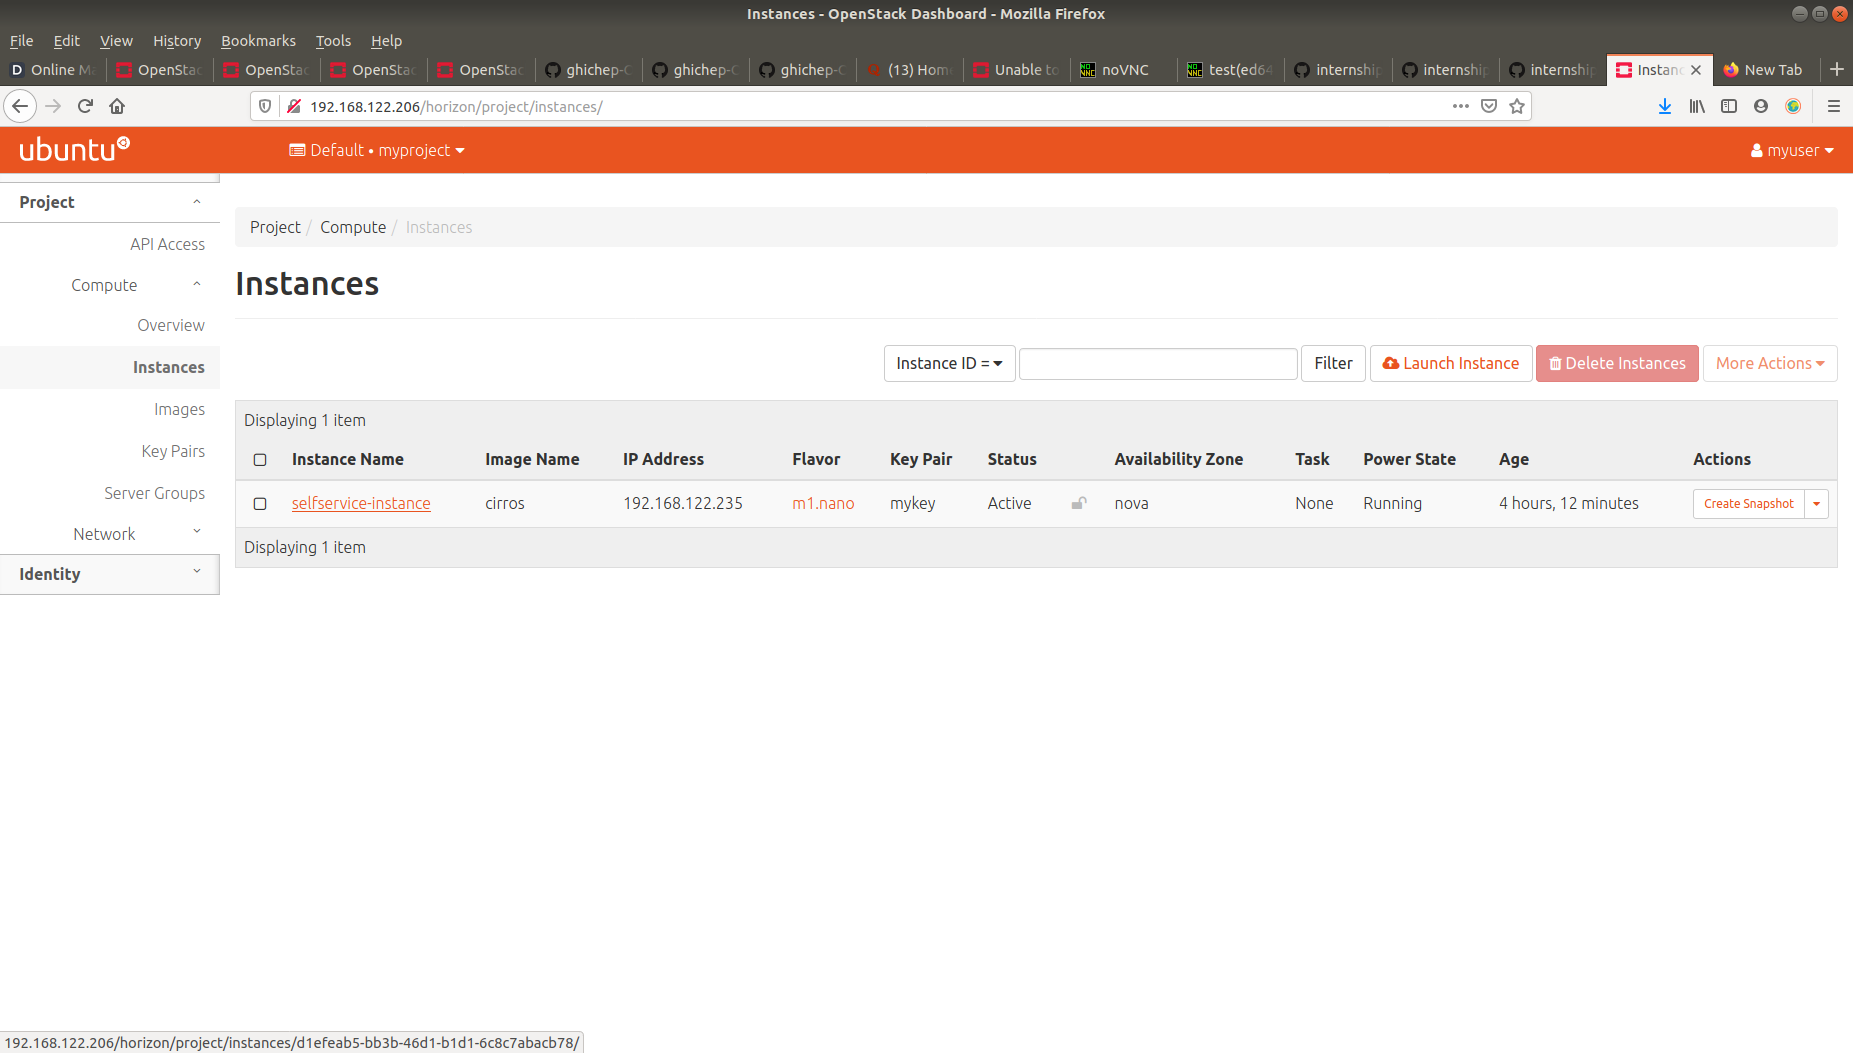 Instances - OpenStack Dashboard - Mozilla Firefox
File Edit View History Bookmarks Tools Help
Online Ma OpenStac OpenStac OpenStac OpenStac ghichep-O ghichep-O ghichep-O (13) Hom Unable to noVNC test(ed64 internship internship internship Instanc New Tab
192.168.122.206/horizon/project/instances/
ubuntu Default • myproject myuser
Project
API Access
Compute
Overview
Instances
Images
Key Pairs
Server Groups
Network
Identity
Project / Compute / Instances
Instances
Instance ID = Filter Launch Instance Delete Instances More Actions
Displaying 1 item
Instance Name Image Name IP Address Flavor Key Pair Status Availability Zone Task Power State Age Actions
selfservice-instance cirros 192.168.122.235 m1.nano mykey Active nova None Running 4 hours, 12 minutes Create Snapshot
Displaying 1 item
192.168.122.206/horizon/project/instances/d1efeab5-bb3b-46d1-b1d1-6c8c7abacb78/